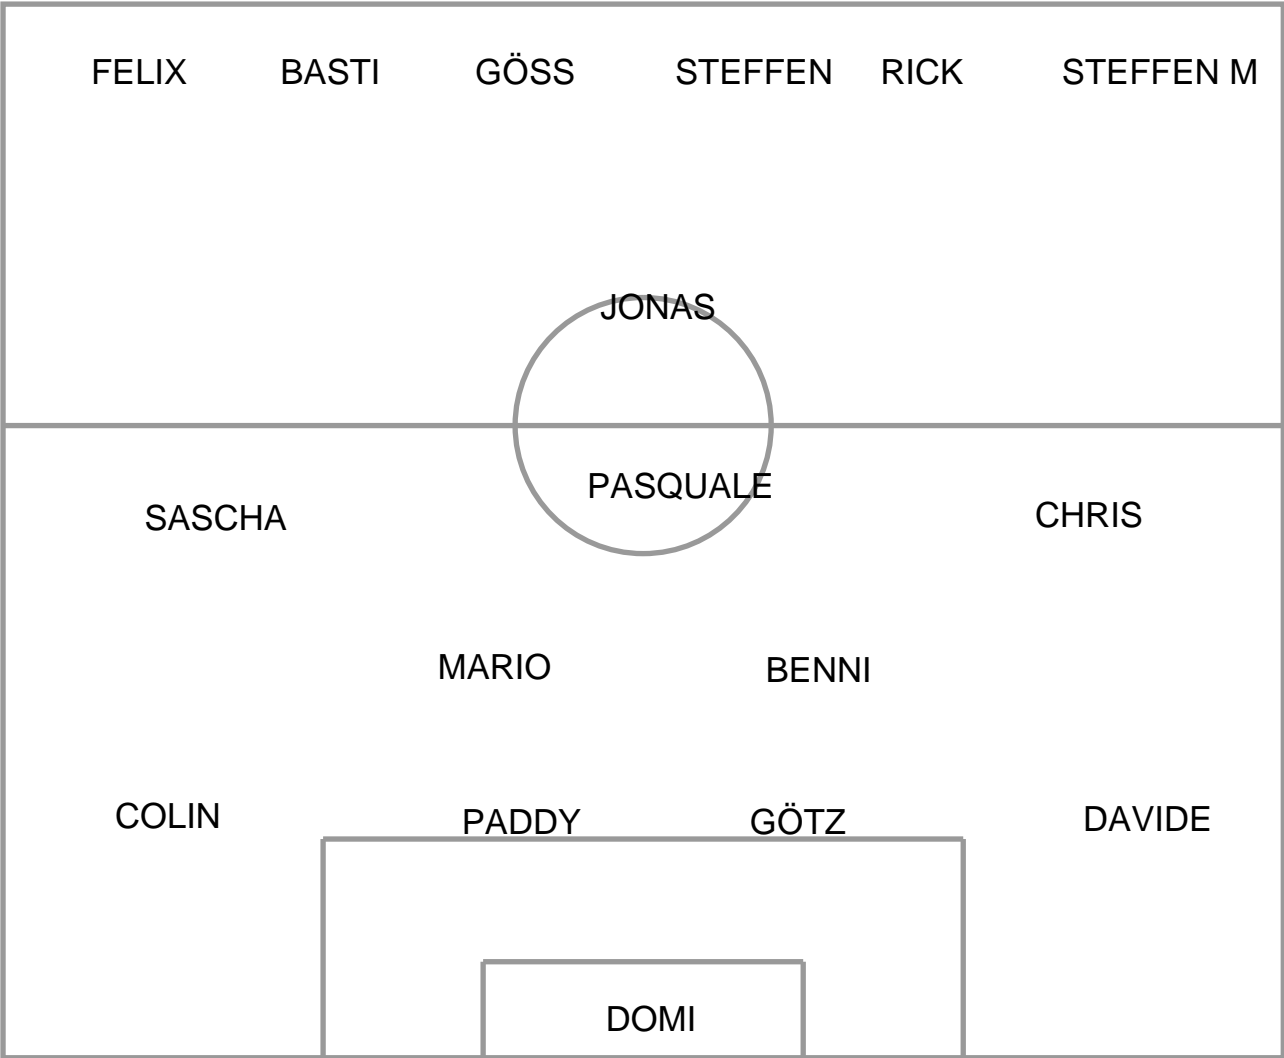 FELIX BASTI GÖSS STEFFEN RICK STEFFEN M
JONAS
PASQUALE
SASCHA CHRIS
MARIO BENNI
COLIN PADDY GÖTZ DAVIDE
DOMI